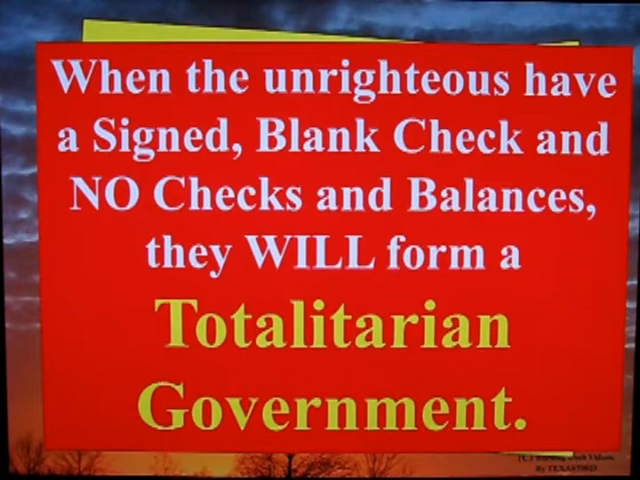 When the unrighteous have
a Signed, Blank Check and
NO Checks and Balances,
they WILL form a
Totalitarian
Government.